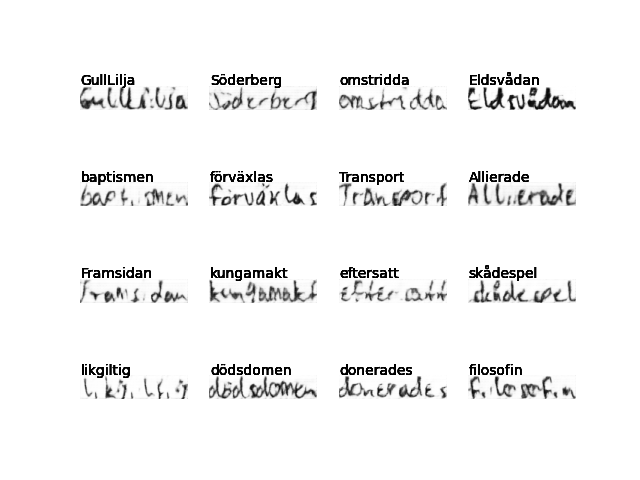 GullLilja Söderberg omstridda Eldsvådan
GullLilja Söderberg omstridda Eldsvådan
baptismen förväxlas Transport Allierade
baptismen förväxlas Transport Allierade
Framsidan kungamakt eftersatt skådespel
Framsidan kungamakt eftersatt skådespel
likgiltig dödsdomen donerades filosofin
likgiltig dödsdomen donerades filosofin